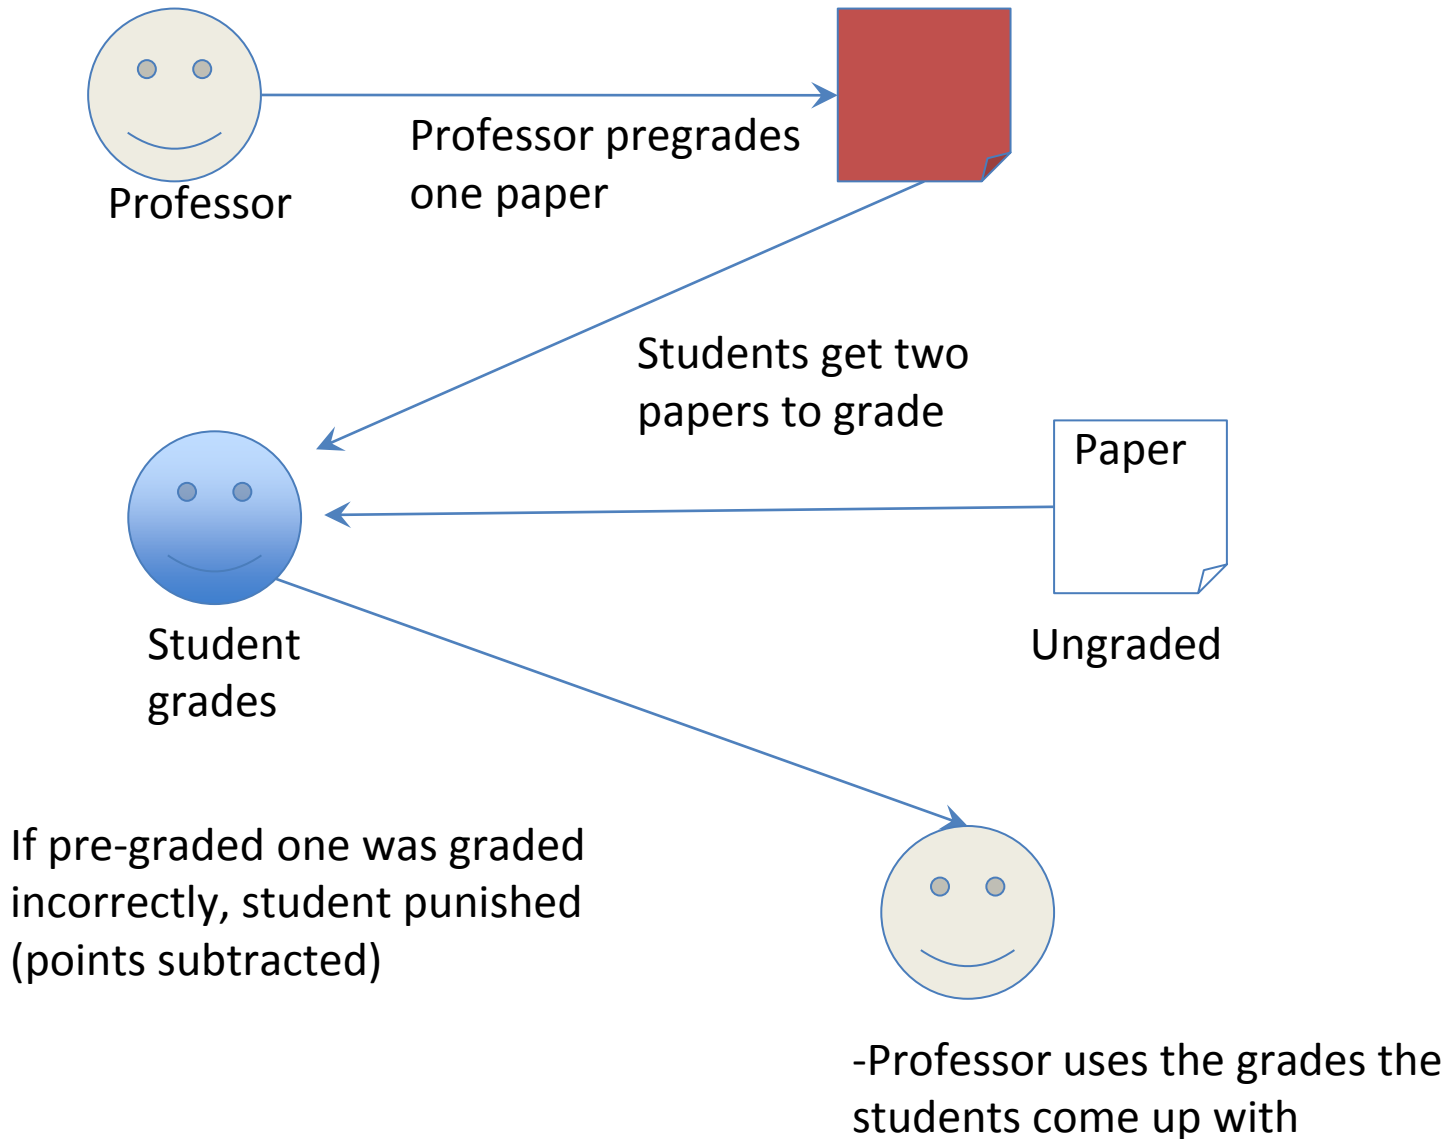 Professor pregrades
one paper
Professor
Students get two
papers to grade
Paper
Student
grades
Ungraded
If pre-graded one was graded
incorrectly, student punished
(points subtracted)
-Professor uses the grades the
students come up with